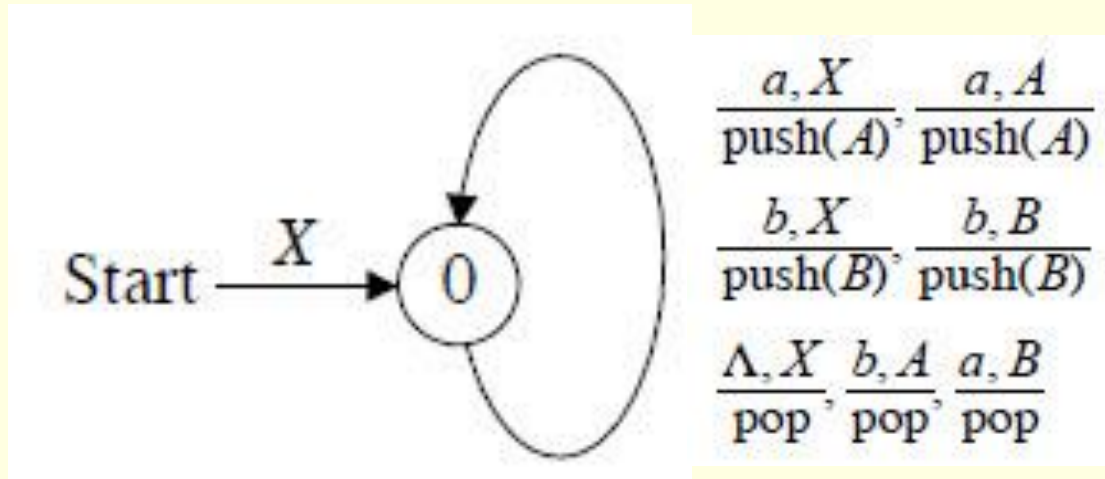 a, X / push(A), a, A / push(A)
b, X / push(B), b, B / push(B)
Start X 0
Λ, X / pop, b, A / pop, a, B / pop